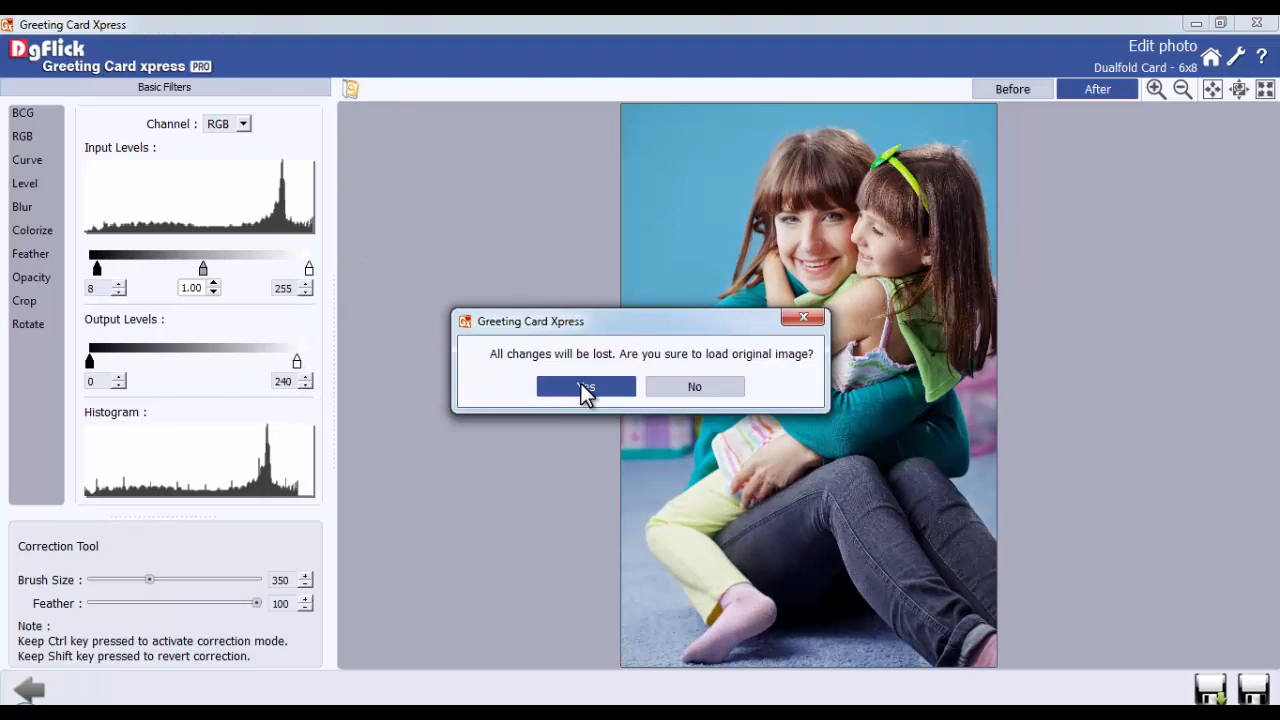 Greeting Card Xpress
DgFlick
Greeting Card xpress PRO
Edit photo
Dualfold Card - 6x8
?
Basic Filters
Before
After
BCG
RGB
Curve
Level
Blur
Colorize
Feather
Opacity
Crop
Rotate
Channel : RGB
Input Levels :
8 1.00 255
Output Levels :
0 240
Histogram :
Greeting Card Xpress
All changes will be lost. Are you sure to load original image?
Yes
No
Correction Tool
Brush Size : 350
Feather : 100
Note :
Keep Ctrl key pressed to activate correction mode.
Keep Shift key pressed to revert correction.